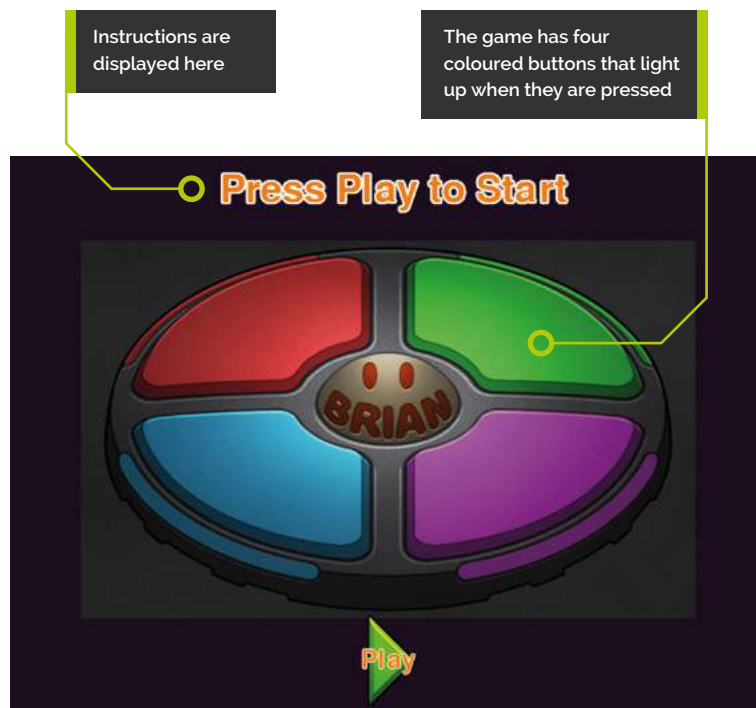 Instructions are
displayed here
The game has four
coloured buttons that light
up when they are pressed
Press Play to Start
BRIAN
Play